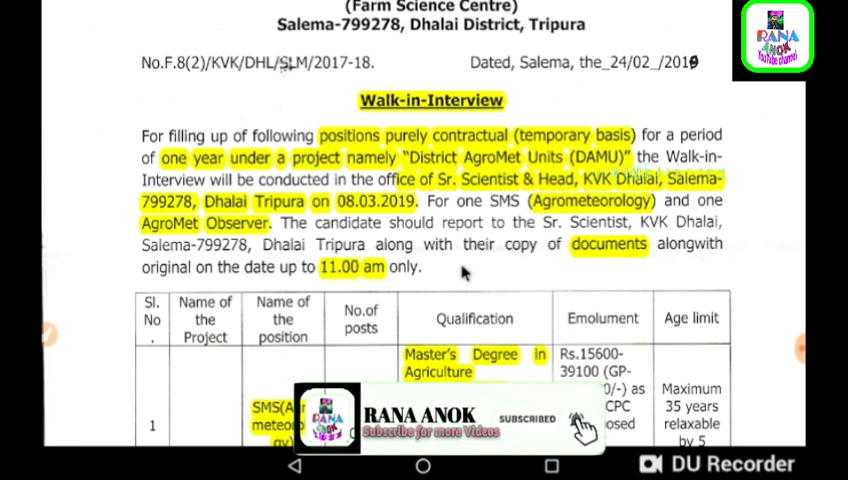 (Farm Science Centre)
Salema-799278, Dhalai District, Tripura
No.F.8(2)/KVK/DHL/SLM/2017-18. Dated, Salema, the_24/02_/2019
Walk-in-Interview
For filling up of following positions purely contractual (temporary basis) for a period
of one year under a project namely "District AgroMet Units (DAMU)" the Walk-in-
Interview will be conducted in the office of Sr. Scientist & Head, KVK Dhalai, Salema-
799278, Dhalai Tripura on 08.03.2019. For one SMS (Agrometeorology) and one
AgroMet Observer. The candidate should report to the Sr. Scientist, KVK Dhalai,
Salema-799278, Dhalai Tripura along with their copy of documents alongwith
original on the date up to 11.00 am only.
Sl. No .
Name of the Project
Name of the position
No.of posts
Qualification
Emolument
Age limit
1
Master's Degree in
Agriculture
Rs.15600-
39100 (GP-
0/-) as
CPC
Maximum
35 years
relaxable
by 5
RANA
ANOK
YouTube channel
RANA ANOK
Subscribe for more Videos
SUBSCRIBED
RANA
ANOK
DU Recorder